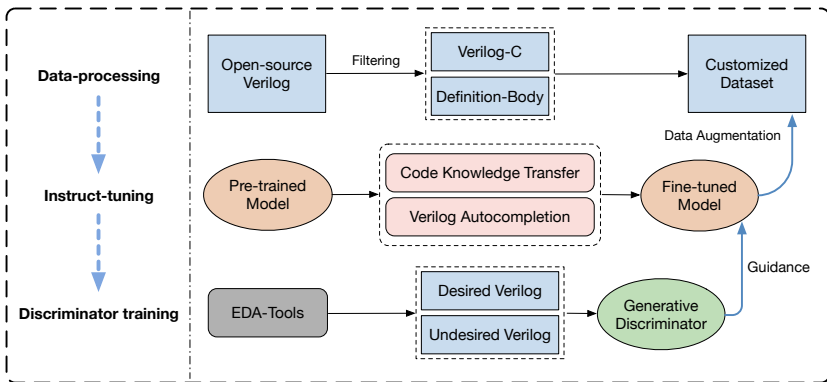 Data-processing
Open-source
Verilog
Filtering
Verilog-C
Definition-Body
Customized
Dataset
Data Augmentation
Instruct-tuning
Pre-trained
Model
Code Knowledge Transfer
Verilog Autocompletion
Fine-tuned
Model
Guidance
Discriminator training
EDA-Tools
Desired Verilog
Undesired Verilog
Generative
Discriminator